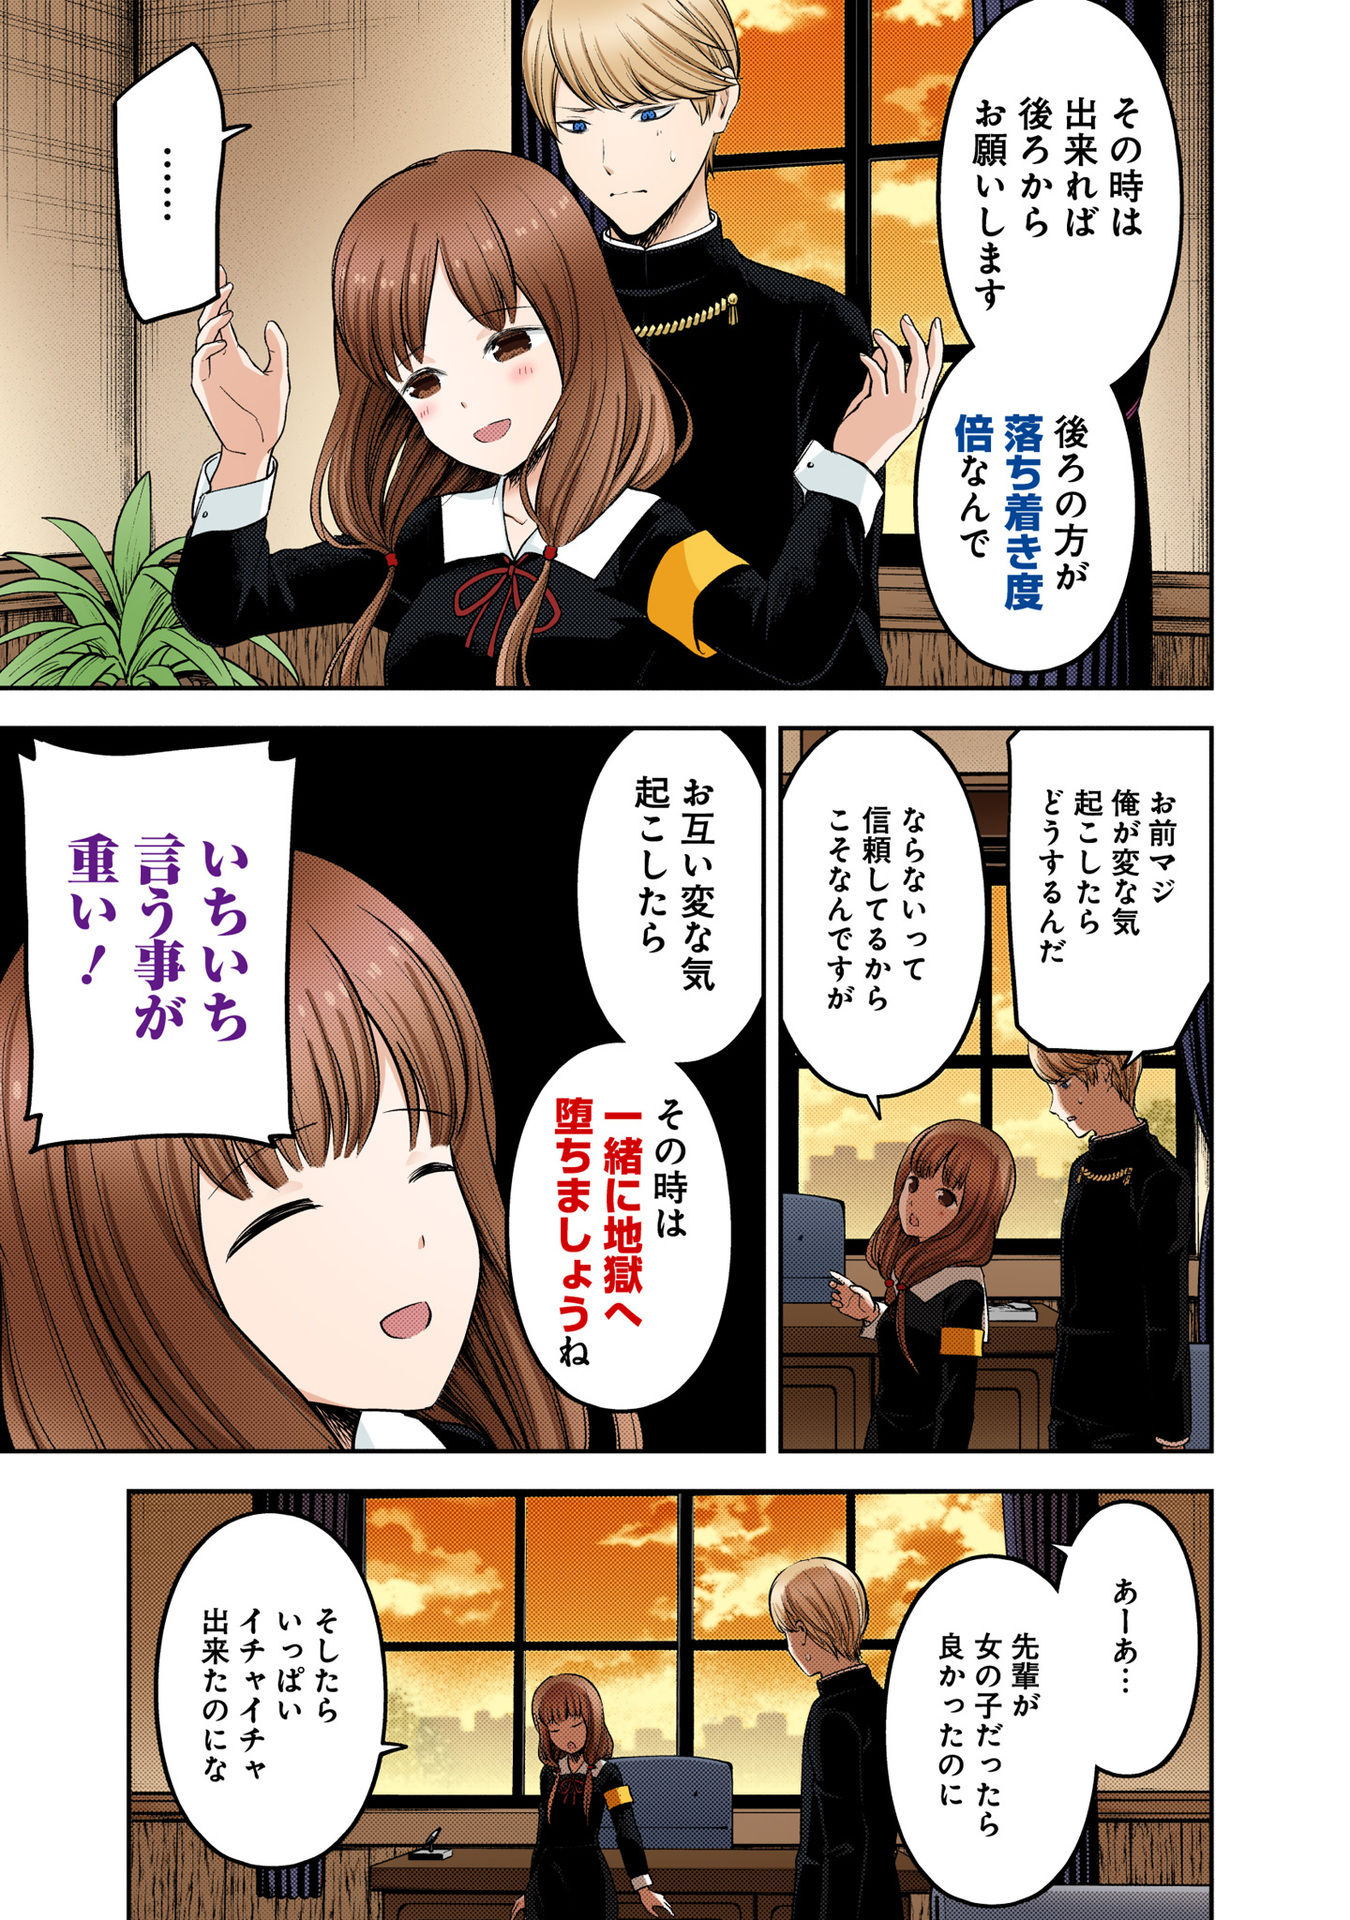 その時は
出来れば
後ろから
お願いします
後ろの方が
落ち着き度
倍なんで
……
お前マジ
俺が変な気
起こしたら
どうするんだ
ならないって
信頼してるから
こそなんですが
お互い変な気
起こしたら
その時は
一緒に地獄へ
堕ちましょうね
いちいち
言う事が
重い!
あーあ…
先輩が
女の子だったら
良かったのに
そしたら
いっぱい
イチャイチャ
出来たのにな